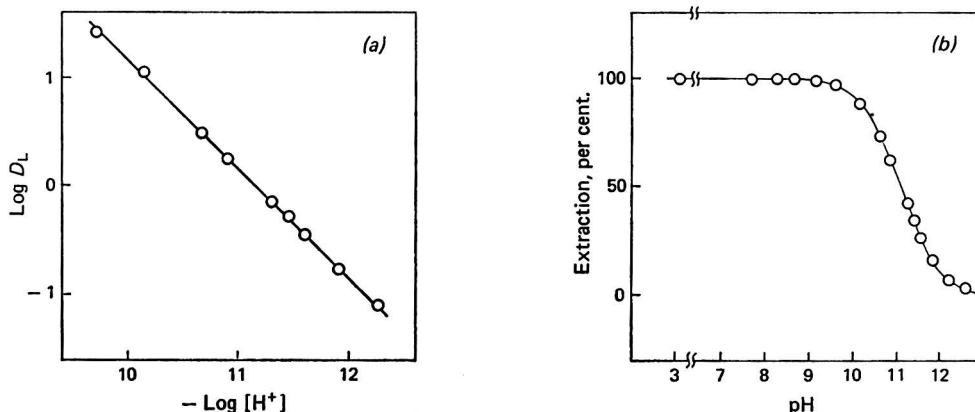 (a)
Log D_L
1
0
– 1
10 11 12
– Log [H⁺]
(b)
Extraction, per cent.
100
50
0
3 7 8 9 10 11 12
pH